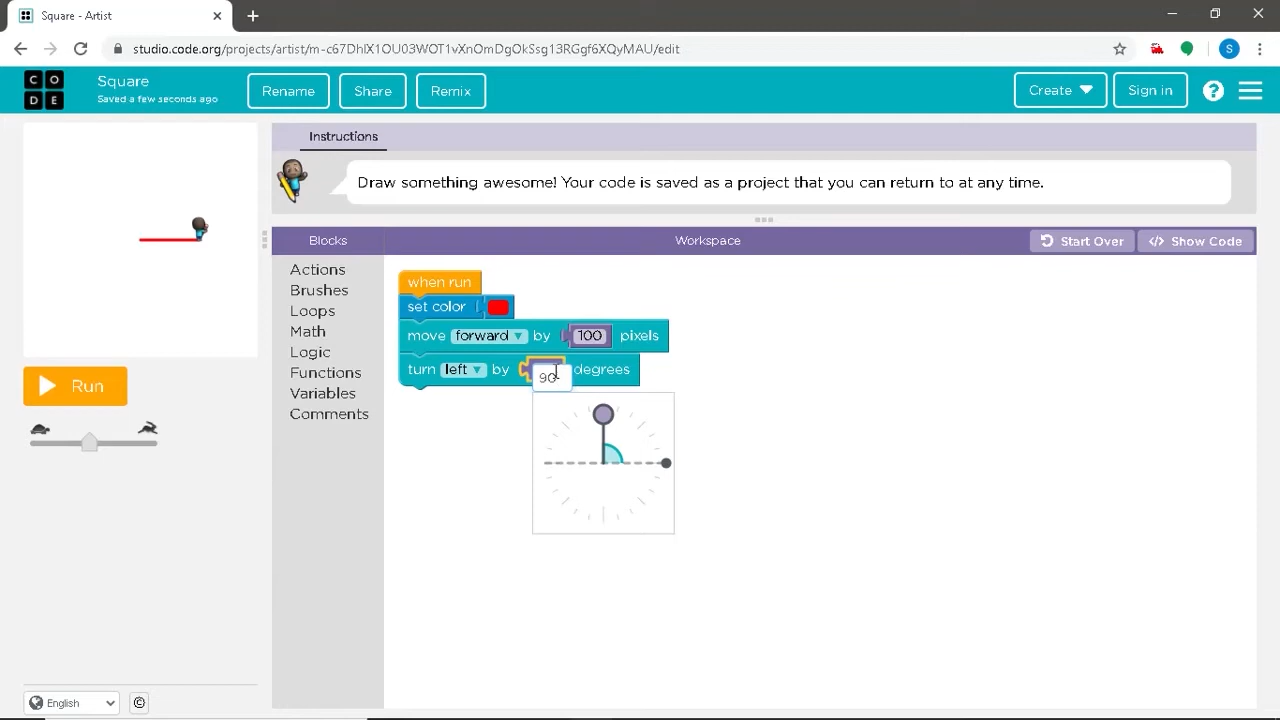 Square - Artist
studio.code.org/projects/artist/m-c67DhlX1OU03WOT1vXnOmDgOkSsg13RGgf6XQyMAU/edit
S
C O
D E
Square
Saved a few seconds ago
Rename
Share
Remix
Create
Sign in
?
Instructions
Draw something awesome! Your code is saved as a project that you can return to at any time.
Blocks
Workspace
Start Over
</> Show Code
Actions
Brushes
Loops
Math
Logic
Functions
Variables
Comments
when run
set color
move forward by 100 pixels
turn left by 90 degrees
Run
English
©